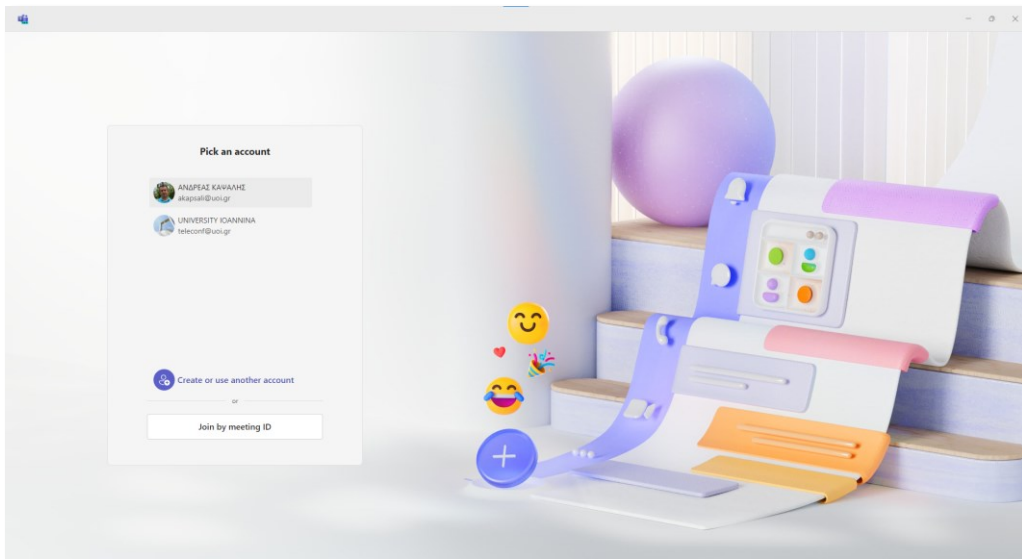 Pick an account
ΑΝΔΡΕΑΣ ΚΑΨΑΛΗΣ
akapsali@uoi.gr
UNIVERSITY IOANNINA
teleconf@uoi.gr
Create or use another account
or
Join by meeting ID